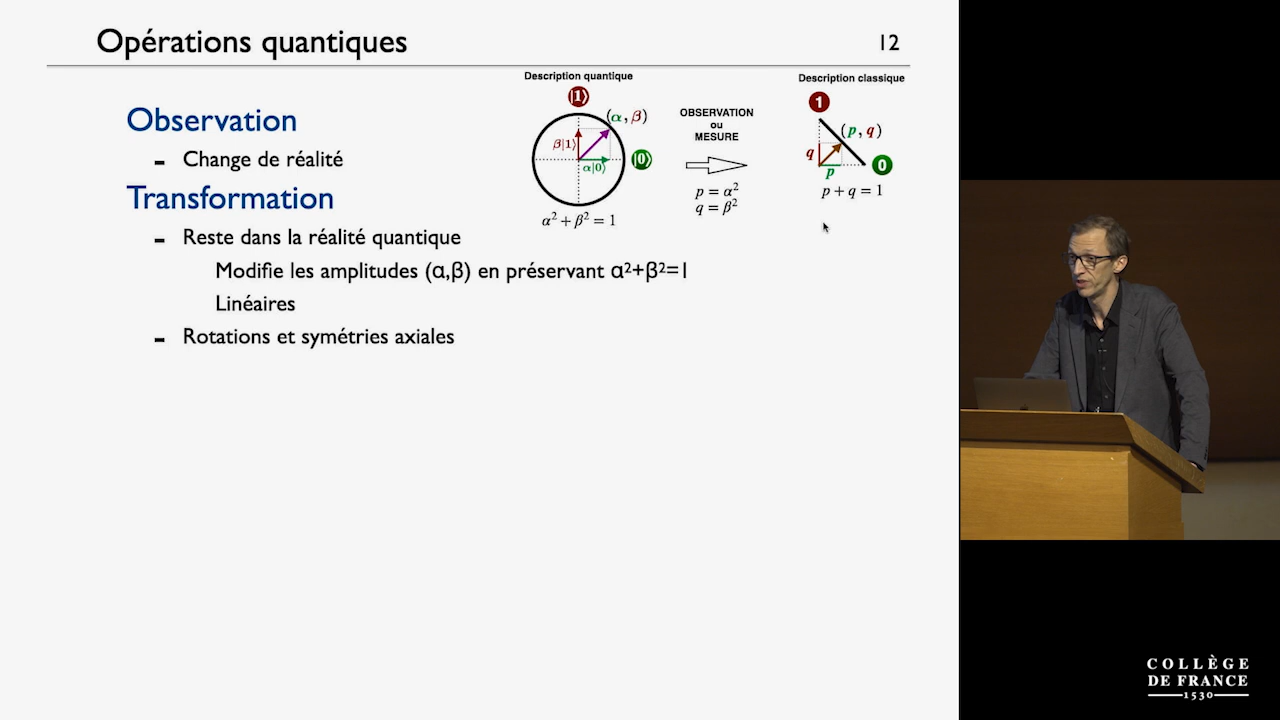 Opérations quantiques
12
Observation
- Change de réalité
Transformation
- Reste dans la réalité quantique
Modifie les amplitudes (α,β) en préservant α²+β²=1
Linéaires
- Rotations et symétries axiales
Description quantique
|1⟩
(α, β)
β|1⟩
|0⟩
α|0⟩
α² + β² = 1
OBSERVATION
ou
MESURE
p = α²
q = β²
Description classique
1
(p, q)
q
0
p
p + q = 1
COLLÈGE
DE FRANCE
1530